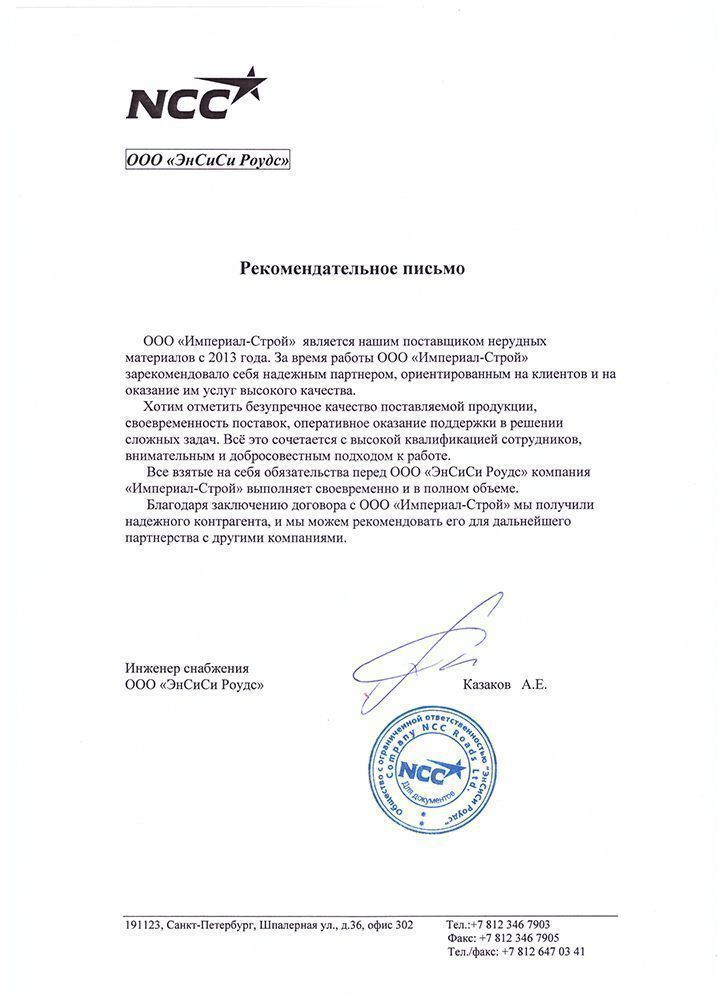 NCC
ООО «ЭнСиСи Роудс»
Рекомендательное письмо
ООО «Империал-Строй» является нашим поставщиком нерудных
материалов с 2013 года. За время работы ООО «Империал-Строй»
зарекомендовало себя надежным партнером, ориентированным на клиентов и на
оказание им услуг высокого качества.
Хотим отметить безупречное качество поставляемой продукции,
своевременность поставок, оперативное оказание поддержки в решении
сложных задач. Всё это сочетается с высокой квалификацией сотрудников,
внимательным и добросовестным подходом к работе.
Все взятые на себя обязательства перед ООО «ЭнСиСи Роудс» компания
«Империал-Строй» выполняет своевременно и в полном объеме.
Благодаря заключению договора с ООО «Империал-Строй» мы получили
надежного контрагента, и мы можем рекомендовать его для дальнейшего
партнерства с другими компаниями.
Инженер снабжения
ООО «ЭнСиСи Роудс»
Казаков А.Е.
Общество с ограниченной ответственностью "ЭнСиСи Роудс"
Company NCC Roads Ltd.
NCC
Для документов
191123, Санкт-Петербург, Шпалерная ул., д.36, офис 302
Тел.:+7 812 346 7903
Факс: +7 812 346 7905
Тел./факс: +7 812 647 03 41